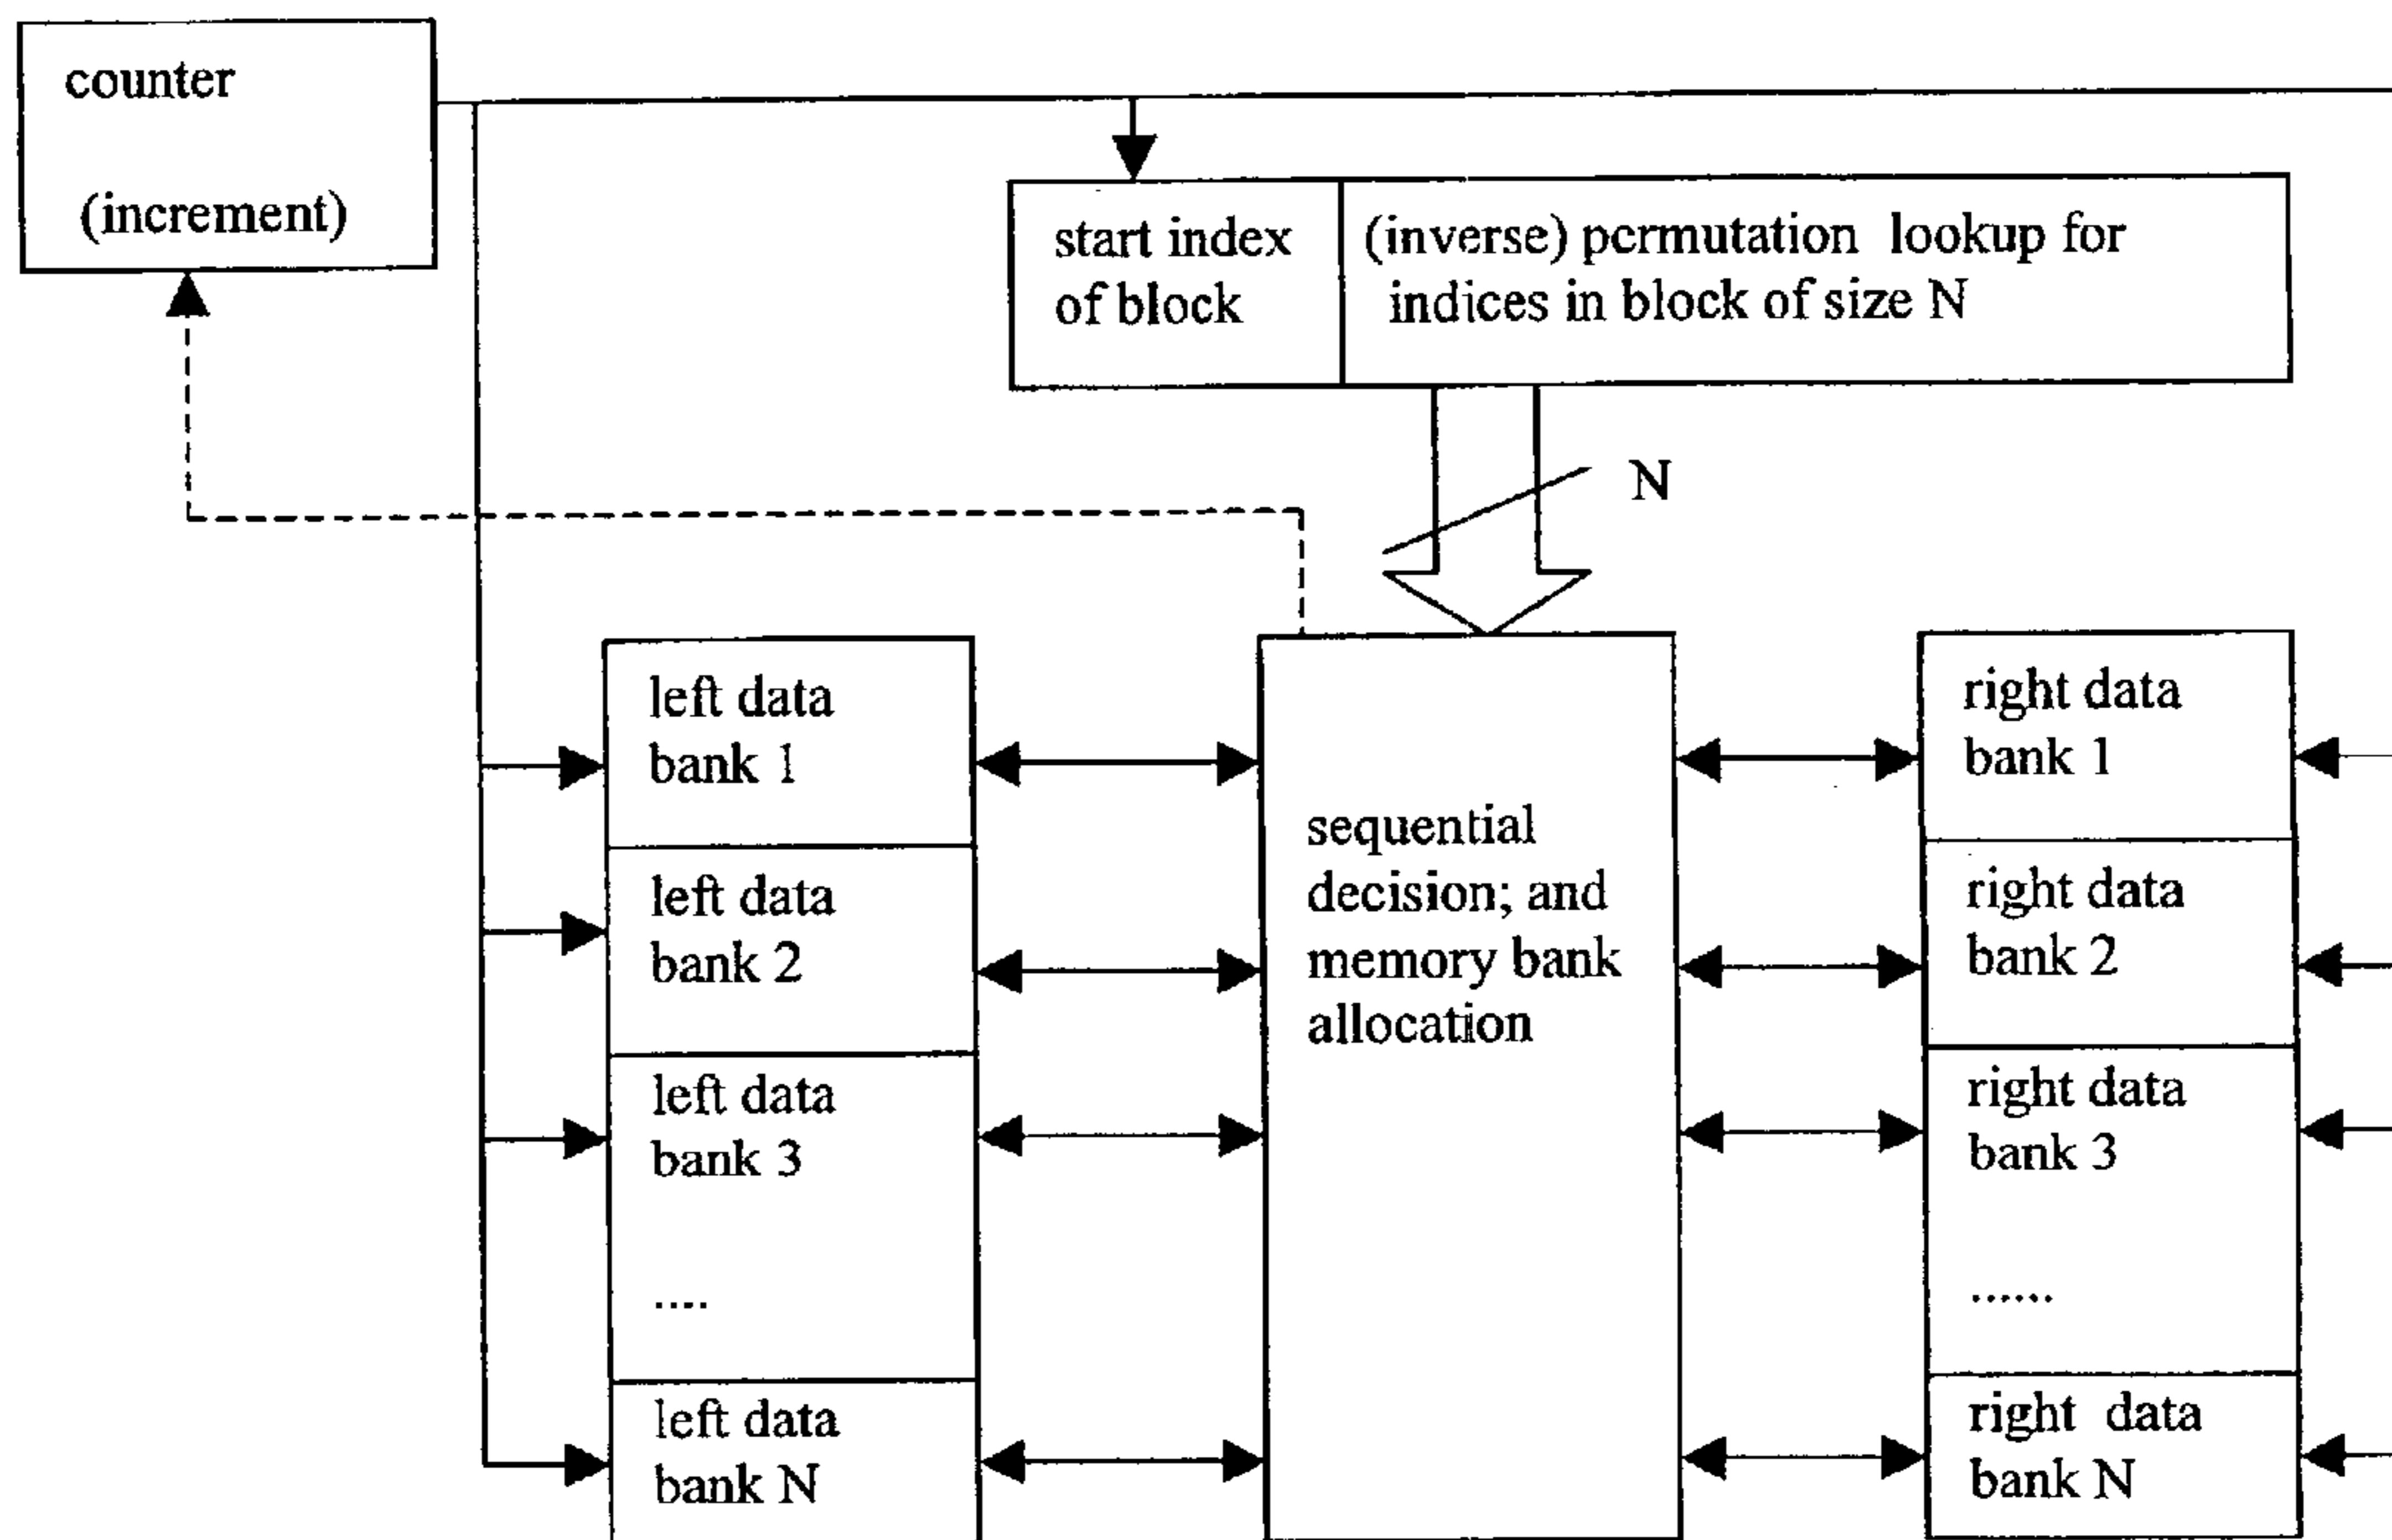 counter
(increment)
start index
of block
(inverse) permutation lookup for
indices in block of size N
N
left data
bank 1
left data
bank 2
left data
bank 3
....
left data
bank N
sequential
decision; and
memory bank
allocation
right data
bank 1
right data
bank 2
right data
bank 3
......
right data
bank N